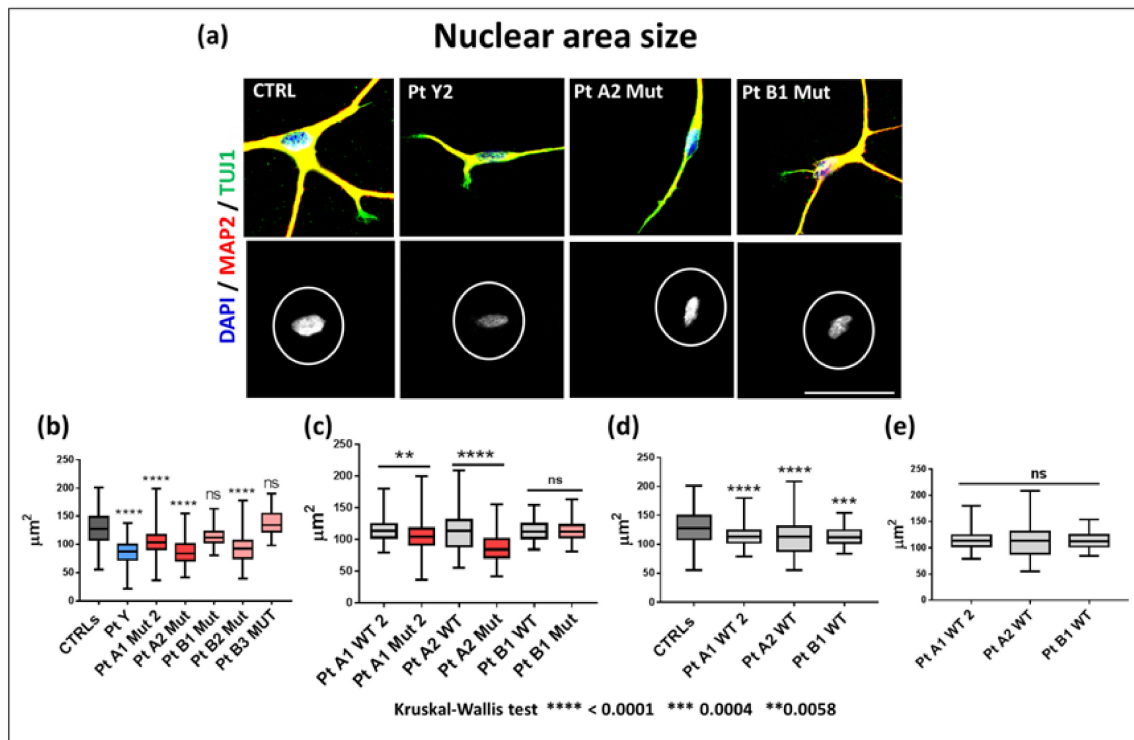 (a)
Nuclear area size
CTRL
Pt Y2
Pt A2 Mut
Pt B1 Mut
DAPI / MAP2 / TUJ1
(b)
250
200
150
100
50
0
μm²
****
****
****
ns
****
ns
CTRLs
Pt Y
Pt A1 Mut 2
Pt A2 Mut
Pt B1 Mut
Pt B2 Mut
Pt B3 MUT
(c)
250
200
150
100
50
0
μm²
**
****
ns
Pt A1 WT 2
Pt A1 Mut 2
Pt A2 WT
Pt A2 Mut
Pt B1 WT
Pt B1 Mut
(d)
250
200
150
100
50
0
μm²
****
****
***
CTRLs
Pt A1 WT 2
Pt A2 WT
Pt B1 WT
(e)
250
200
150
100
50
0
μm²
ns
Pt A1 WT 2
Pt A2 WT
Pt B1 WT
Kruskal-Wallis test **** < 0.0001 *** 0.0004 **0.0058